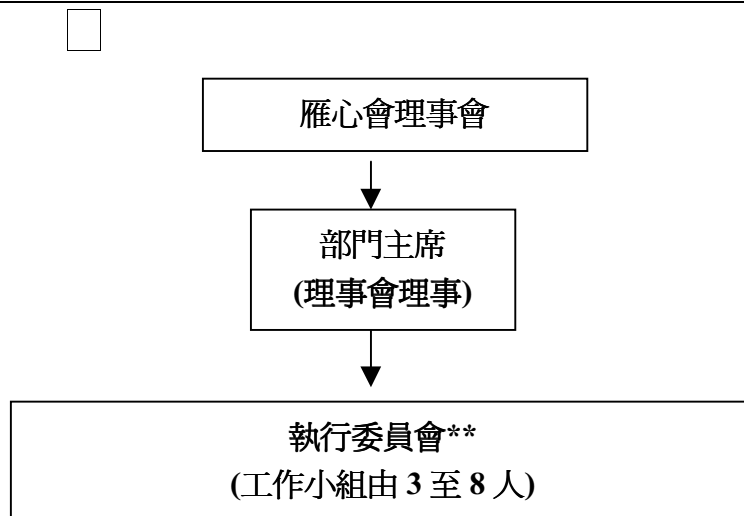 雁心會理事會
部門主席
(理事會理事)
執行委員會**
(工作小組由 3 至 8 人)